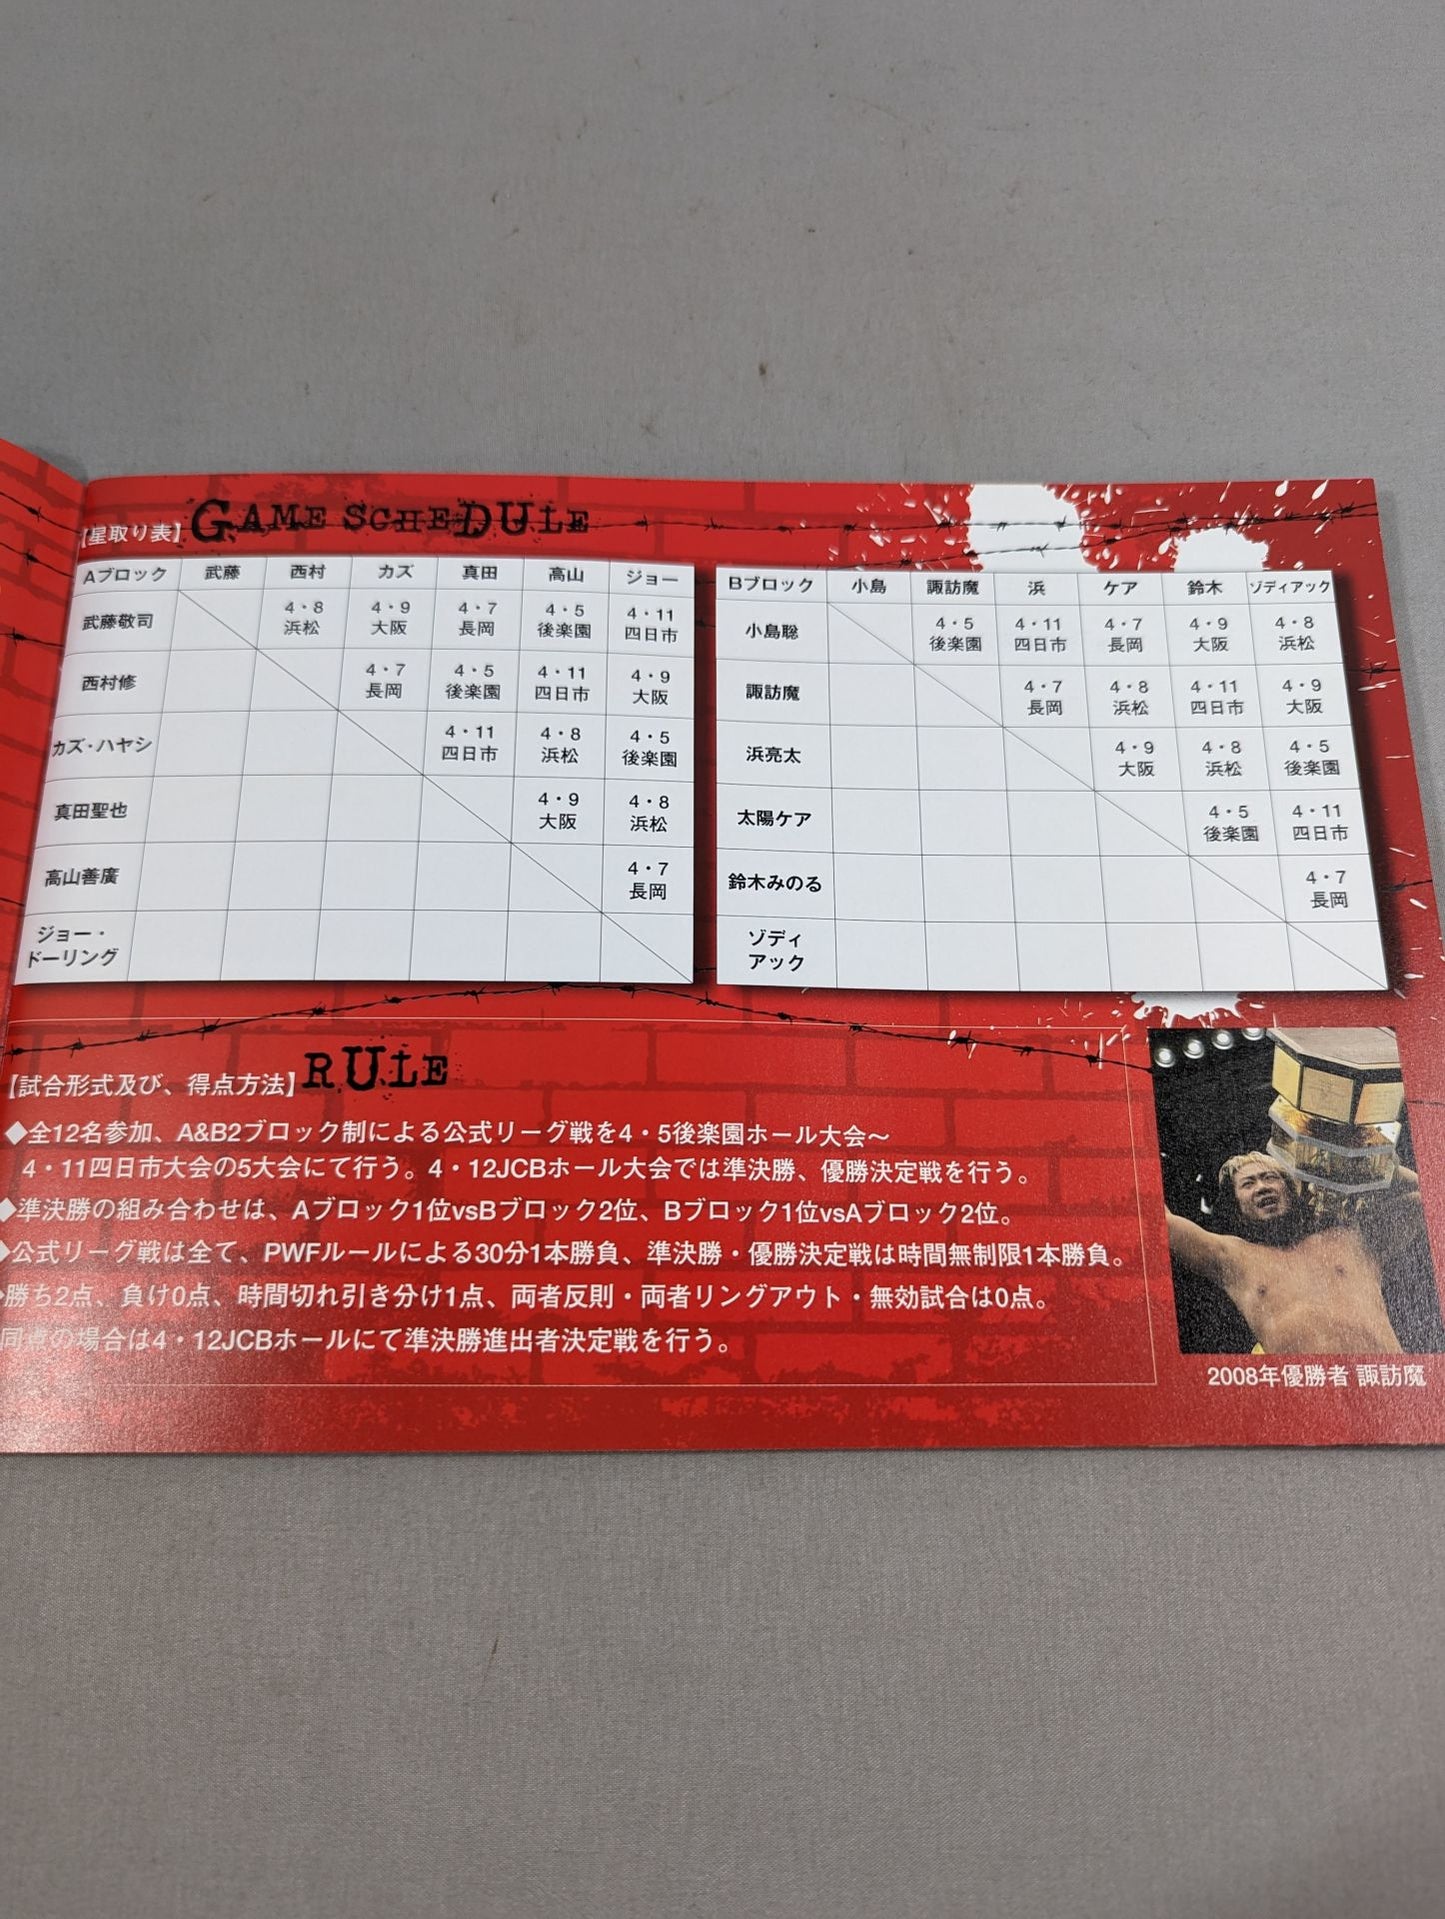 【星取り表】GAME SCHEDULE
Aブロック 武藤 西村 カズ 真田 高山 ジョー
武藤敬司 4・8 浜松 4・9 大阪 4・7 長岡 4・5 後楽園 4・11 四日市
西村修 4・7 長岡 4・5 後楽園 4・11 四日市 4・9 大阪
カズ・ハヤシ 4・11 四日市 4・8 浜松 4・5 後楽園
真田聖也 4・9 大阪 4・8 浜松
高山善廣 4・7 長岡
ジョー・
ドーリング
Bブロック 小島 諏訪魔 浜 ケア 鈴木 ゾディアック
小島聡 4・5 後楽園 4・11 四日市 4・7 長岡 4・9 大阪 4・8 浜松
諏訪魔 4・7 長岡 4・8 浜松 4・11 四日市 4・9 大阪
浜亮太 4・9 大阪 4・8 浜松 4・5 後楽園
太陽ケア 4・5 後楽園 4・11 四日市
鈴木みのる 4・7 長岡
ゾディ
アック
【試合形式及び、得点方法】RULE
◆全12名参加、A&B2ブロック制による公式リーグ戦を4・5後楽園ホール大会〜
4・11四日市大会の5大会にて行う。4・12JCBホール大会では準決勝、優勝決定戦を行う。
◆準決勝の組み合わせは、Aブロック1位vsBブロック2位、Bブロック1位vsAブロック2位。
◆公式リーグ戦は全て、PWFルールによる30分1本勝負、準決勝・優勝決定戦は時間無制限1本勝負。
◆勝ち2点、負け0点、時間切れ引き分け1点、両者反則・両者リングアウト・無効試合は0点。
同点の場合は4・12JCBホールにて準決勝進出者決定戦を行う。
2008年優勝者 諏訪魔